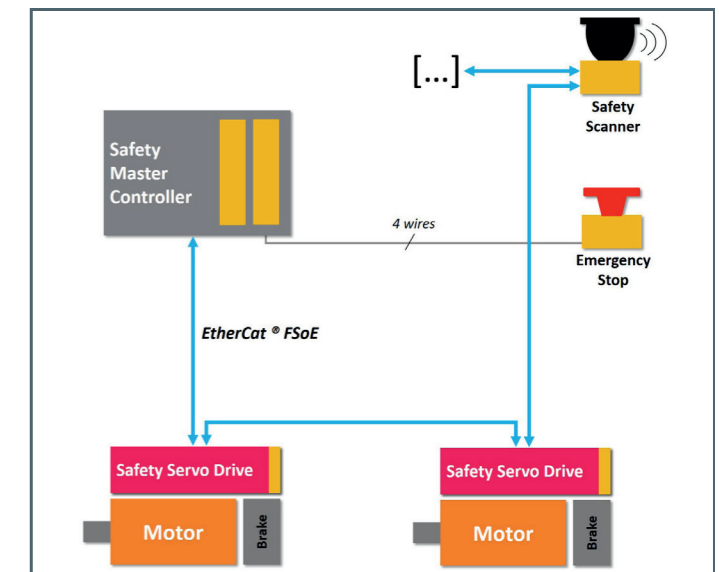 [...]
Safety
Scanner
Safety
Master
Controller
4 wires
Emergency
Stop
EtherCat ® FSoE
Safety Servo Drive
Safety Servo Drive
Motor
Brake
Motor
Brake